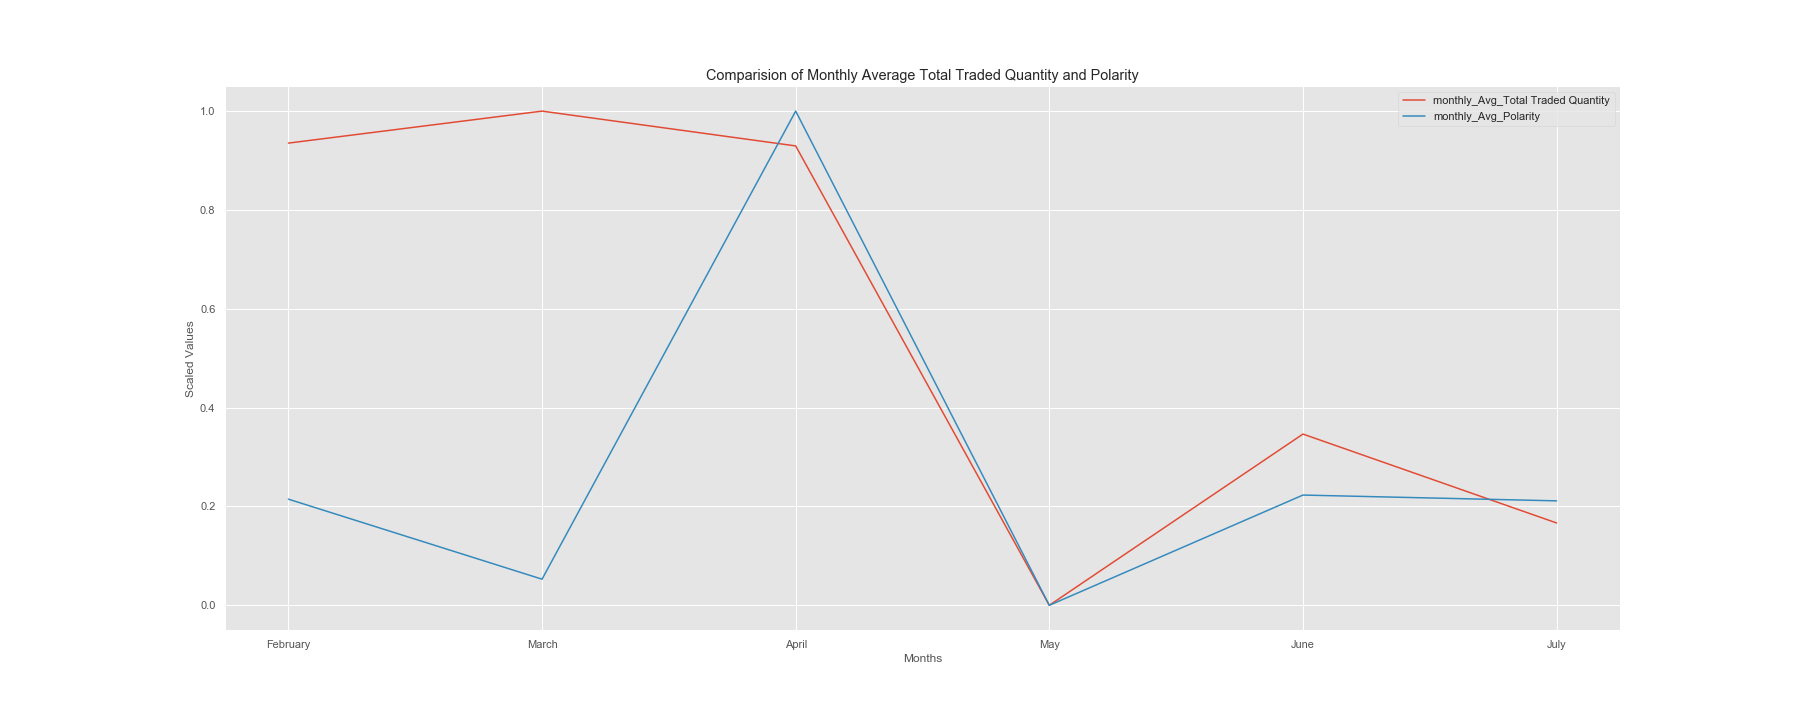 Comparision of Monthly Average Total Traded Quantity and Polarity
monthly_Avg_Total Traded Quantity
monthly_Avg_Polarity
1.0
0.8
0.6
0.4
0.2
0.0
Scaled Values
February March April May June July
Months